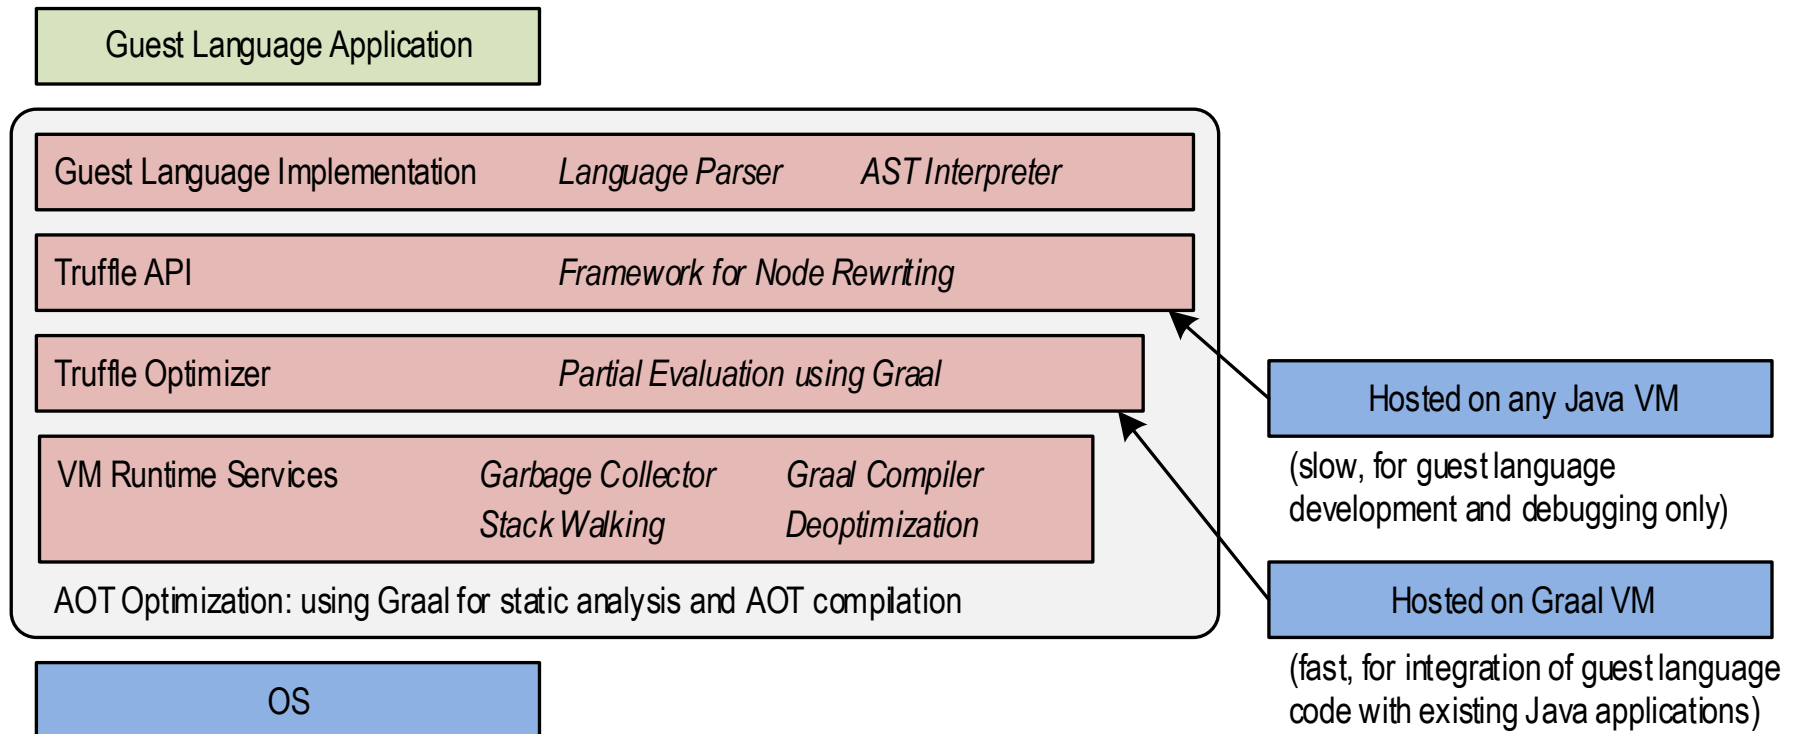 Guest Language Application
Guest Language Implementation Language Parser AST Interpreter
Truffle API Framework for Node Rewriting
Truffle Optimizer Partial Evaluation using Graal
VM Runtime Services Garbage Collector Graal Compiler
Stack Walking Deoptimization
AOT Optimization: using Graal for static analysis and AOT compilation
OS
Hosted on any Java VM
(slow, for guest language
development and debugging only)
Hosted on Graal VM
(fast, for integration of guest language
code with existing Java applications)